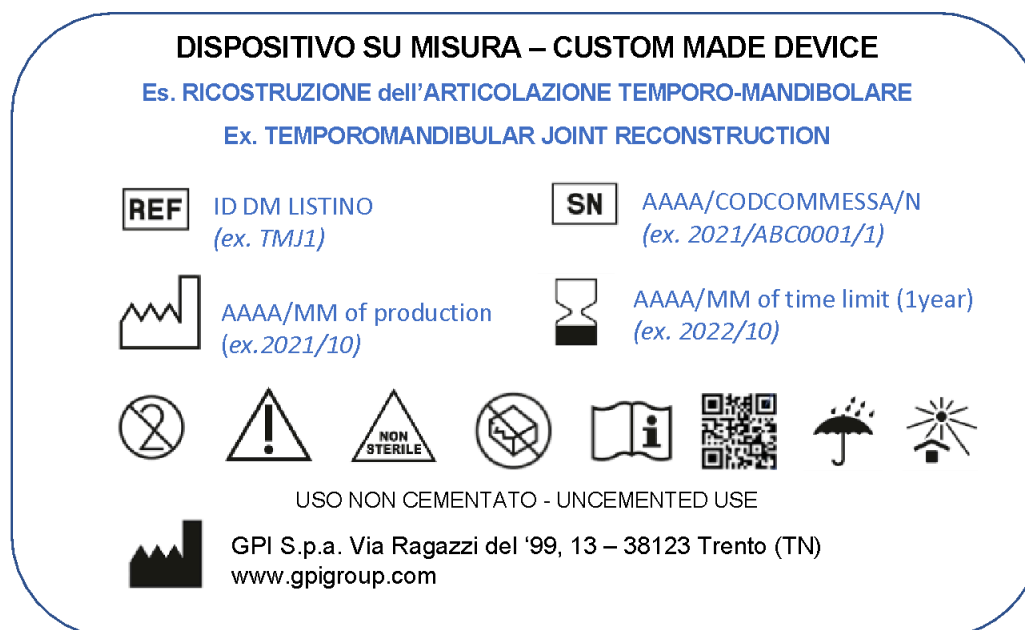 DISPOSITIVO SU MISURA – CUSTOM MADE DEVICE
Es. RICOSTRUZIONE dell'ARTICOLAZIONE TEMPORO-MANDIBOLARE
Ex. TEMPOROMANDIBULAR JOINT RECONSTRUCTION
REF ID DM LISTINO
(ex. TMJ1)
SN AAAA/CODCOMMESSA/N
(ex. 2021/ABC0001/1)
AAAA/MM of production
(ex.2021/10)
AAAA/MM of time limit (1year)
(ex. 2022/10)
2
!
NON
STERILE
i
USO NON CEMENTATO - UNCEMENTED USE
GPI S.p.a. Via Ragazzi del '99, 13 – 38123 Trento (TN)
www.gpigroup.com